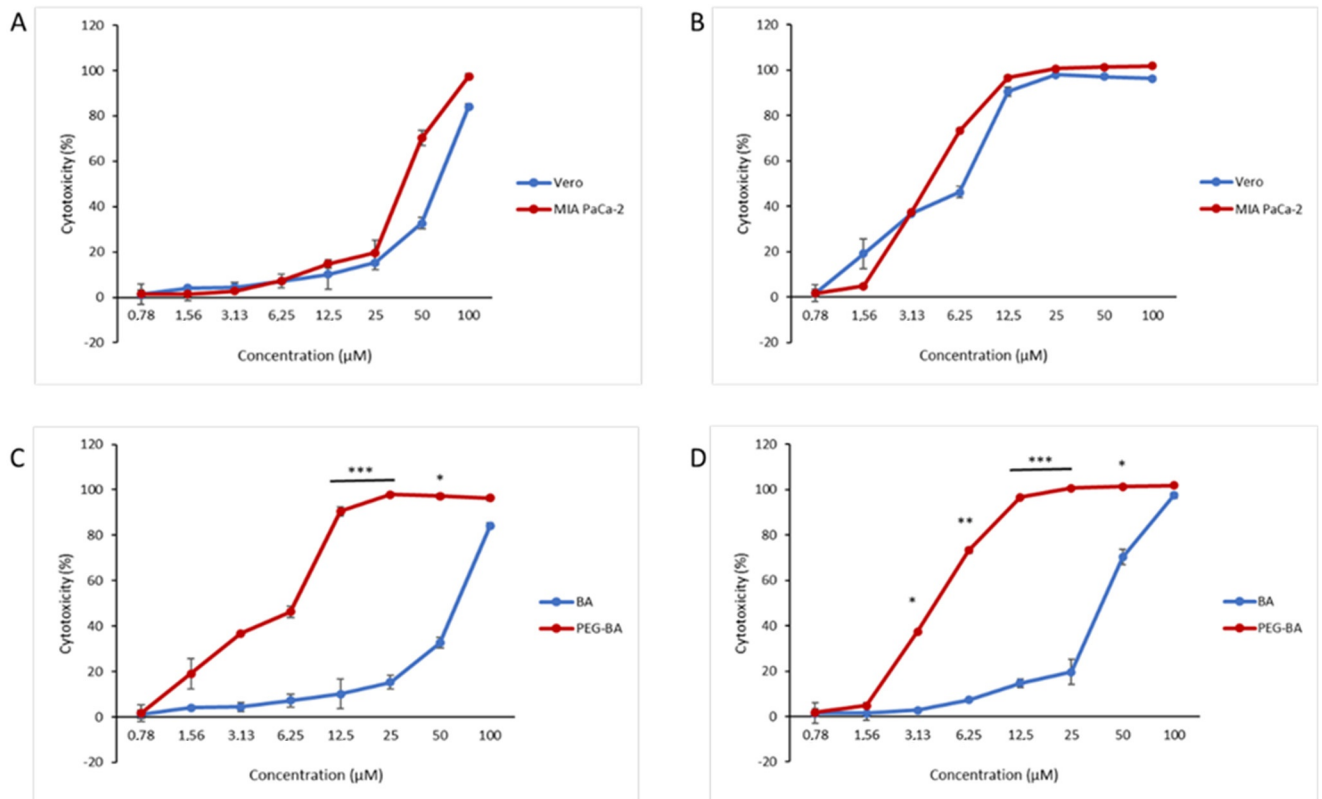 A
120
100
80
60
40
20
0
-20
Cytotoxicity (%)
0.78 1,56 3.13 6,25 12.5 25 50 100
Concentration (µM)
Vero
MIA PaCa-2
B
120
100
80
60
40
20
0
-20
Cytotoxicity (%)
0.78 1,56 3.13 6,25 12.5 25 50 100
Concentration (µM)
Vero
MIA PaCa-2
C
120
100
80
60
40
20
0
-20
Cytotoxicity (%)
*** *
0.78 1,56 3.13 6,25 12.5 25 50 100
Concentration (µM)
BA
PEG-BA
D
120
100
80
60
40
20
0
-20
Cytotoxicity (%)
* ** *** *
0.78 1,56 3.13 6,25 12.5 25 50 100
Concentration (µM)
BA
PEG-BA